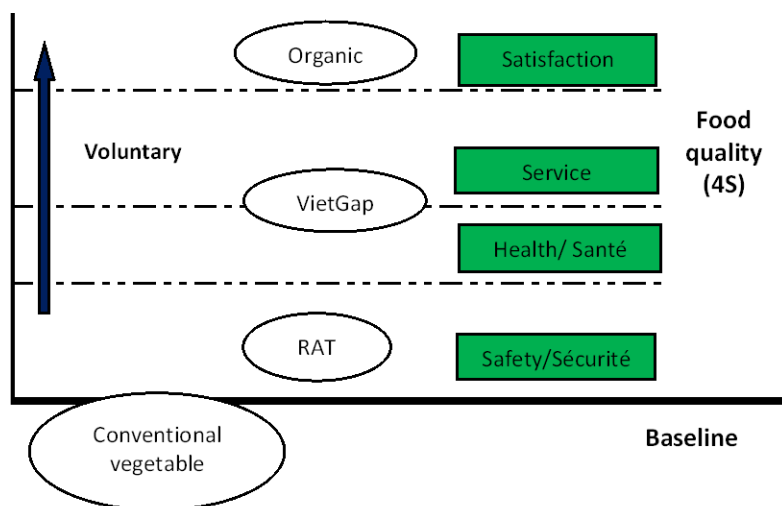 Organic
Satisfaction
Voluntary
Food
quality
(4S)
Service
VietGap
Health/ Santé
RAT
Safety/Sécurité
Conventional
vegetable
Baseline